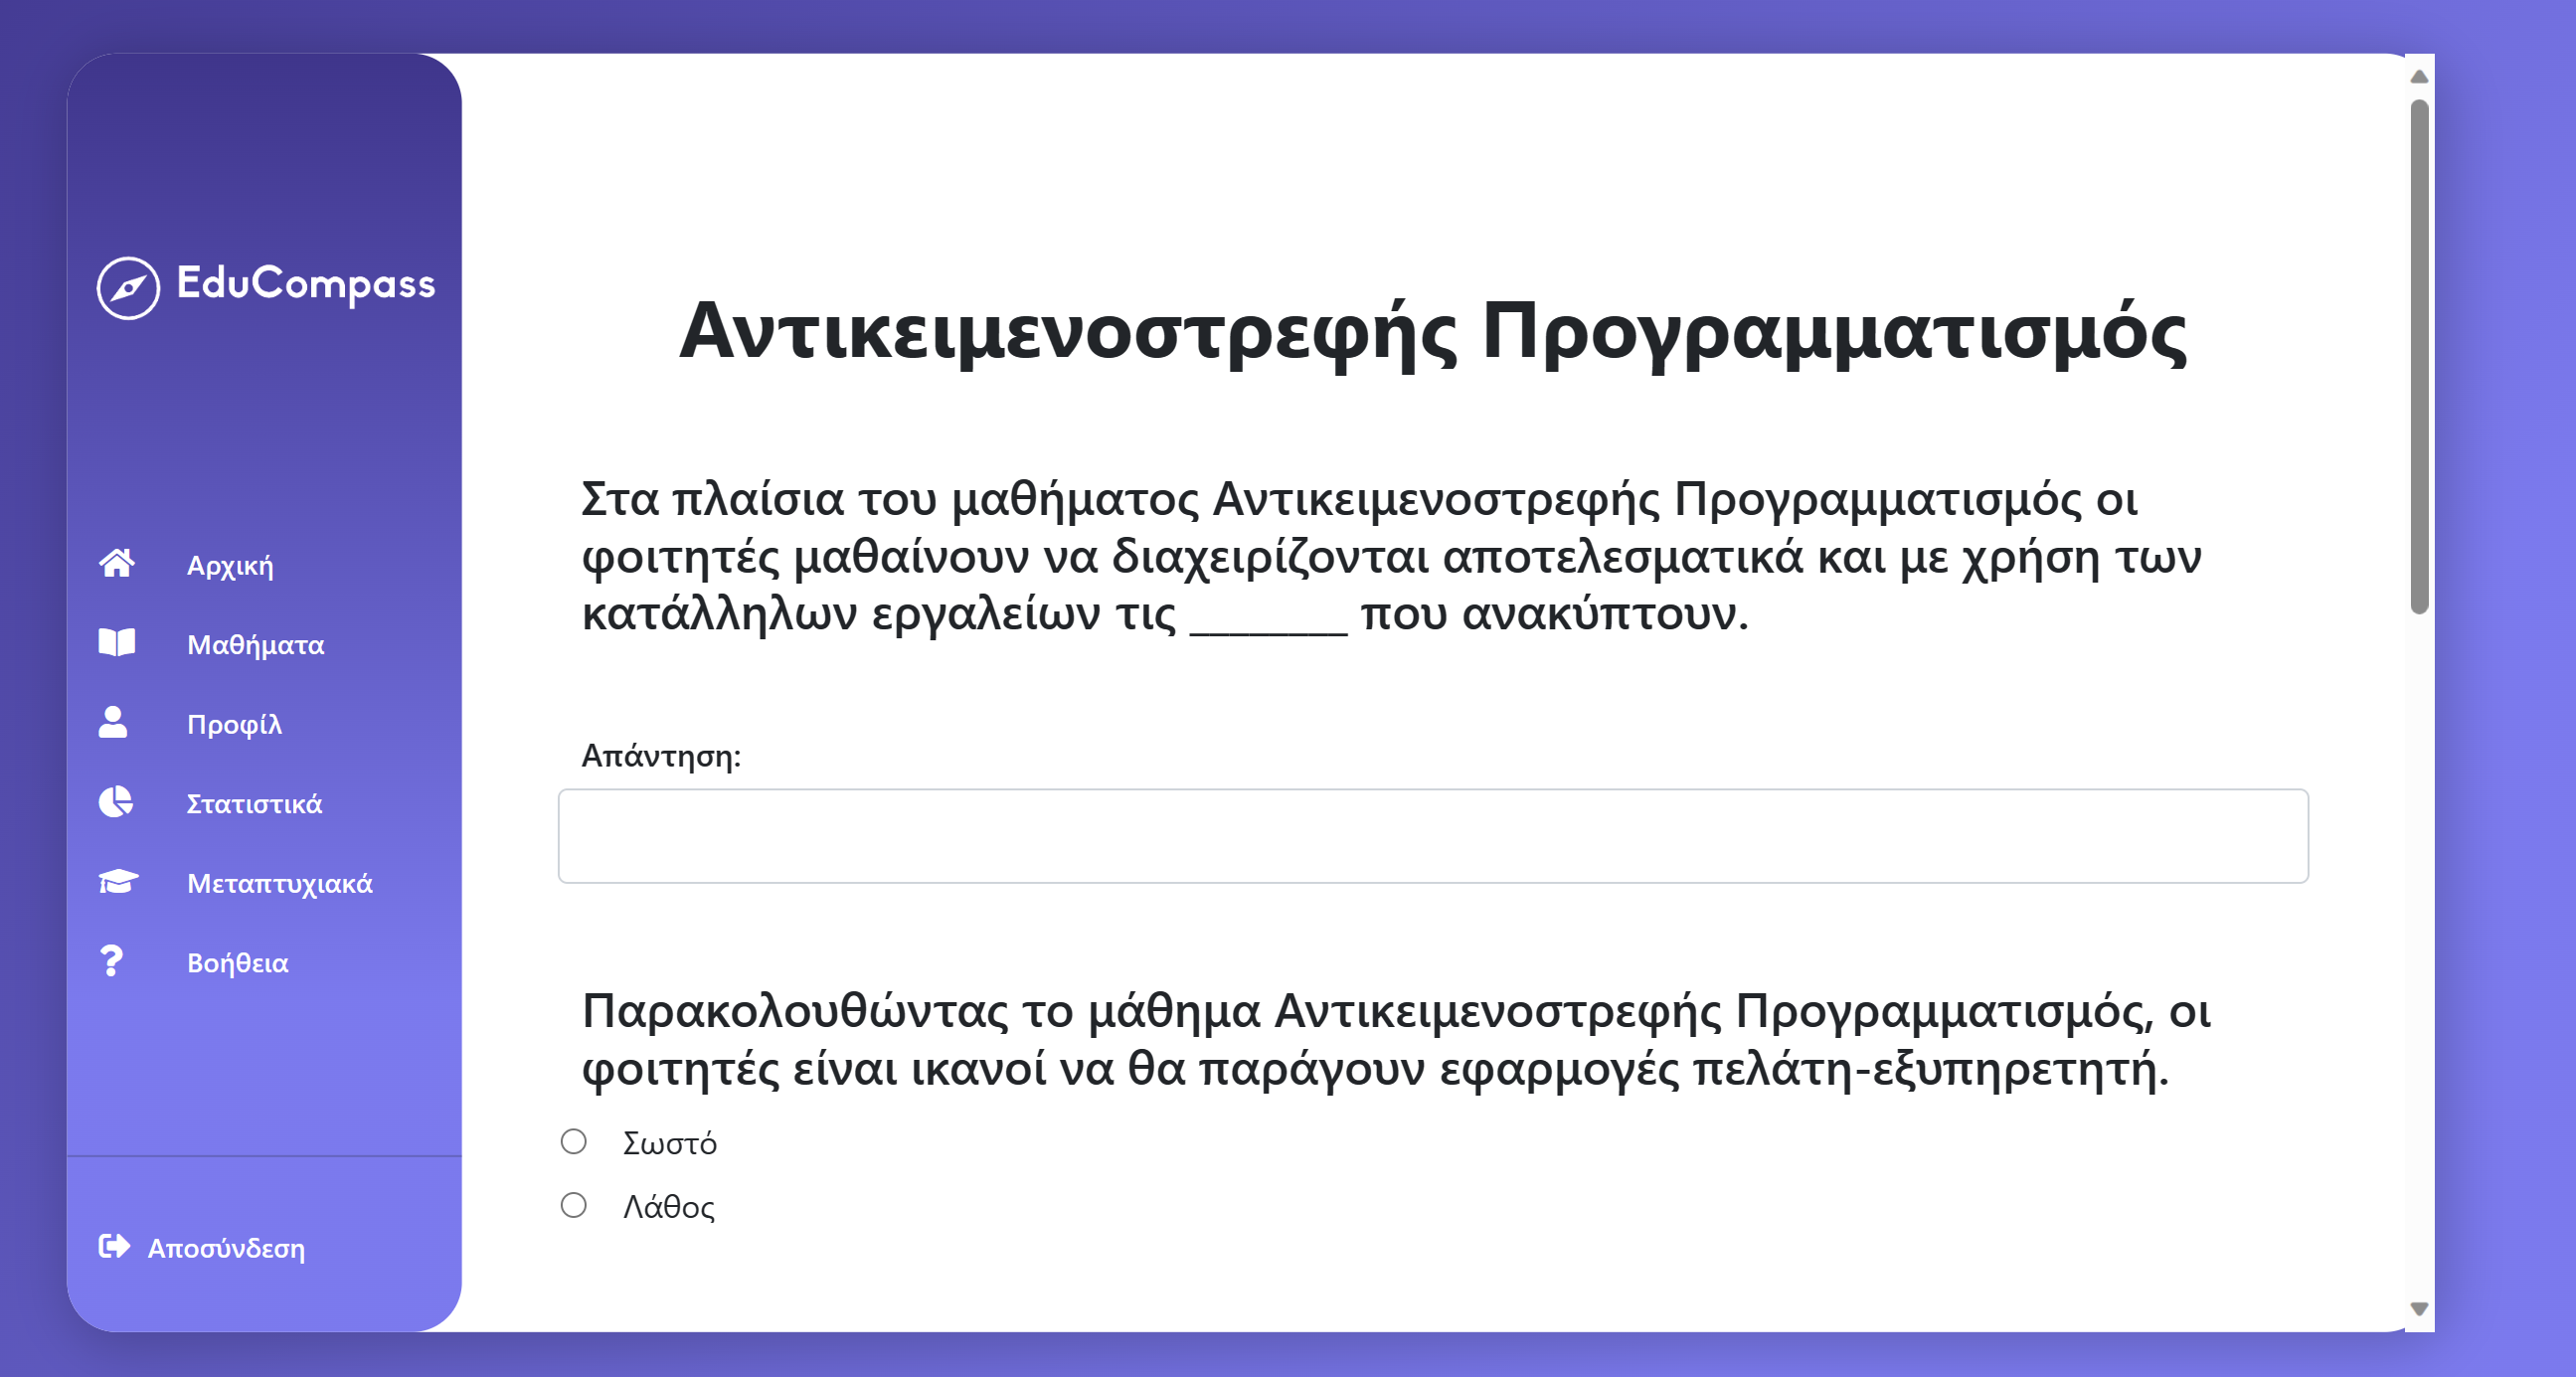 EduCompass
Αρχική
Μαθήματα
Προφίλ
Στατιστικά
Μεταπτυχιακά
Βοήθεια
Αποσύνδεση
Αντικειμενοστρεφής Προγραμματισμός
Στα πλαίσια του μαθήματος Αντικειμενοστρεφής Προγραμματισμός οι
φοιτητές μαθαίνουν να διαχειρίζονται αποτελεσματικά και με χρήση των
κατάλληλων εργαλείων τις ________ που ανακύπτουν.
Απάντηση:
Παρακολουθώντας το μάθημα Αντικειμενοστρεφής Προγραμματισμός, οι
φοιτητές είναι ικανοί να θα παράγουν εφαρμογές πελάτη-εξυπηρετητή.
Σωστό
Λάθος